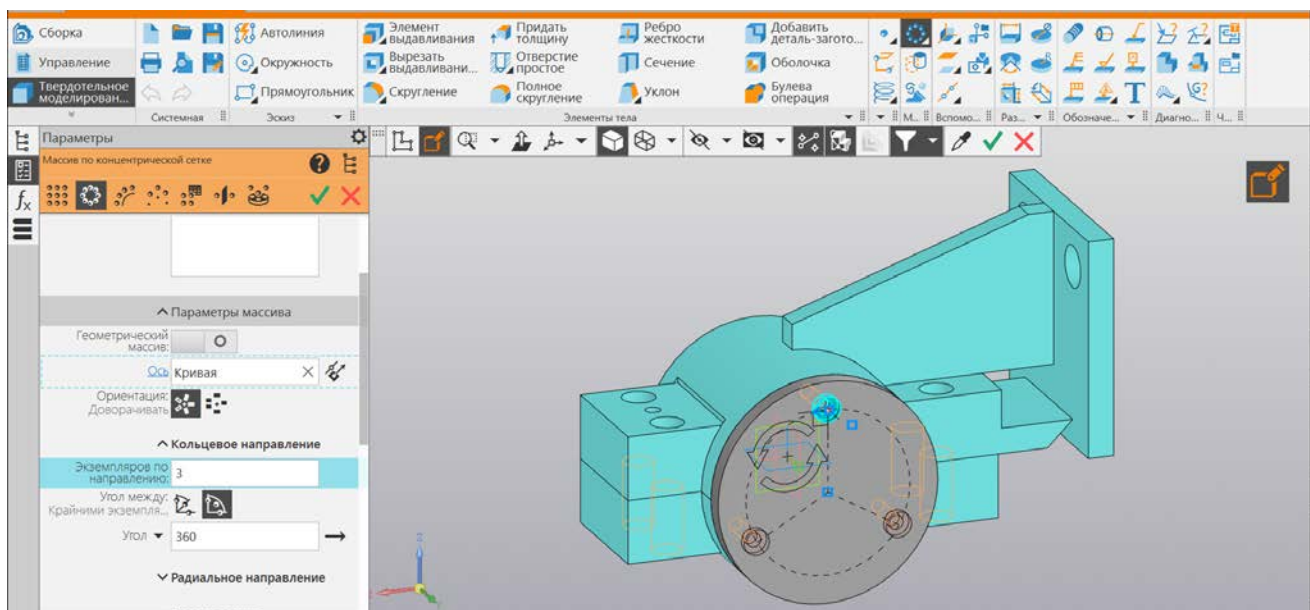 Сборка
Управление
Твердотельное
моделирован...
Системная
Автолиния
Окружность
Прямоугольник
Эскиз
Элемент
выдавливания
Вырезать
выдавливани...
Скругление
Придать
толщину
Отверстие
простое
Полное
скругление
Ребро
жесткости
Сечение
Уклон
Добавить
деталь-загото...
Оболочка
Булева
операция
Элементы тела
М...
Вспомо...
Раз...
Обозначе...
Диагно...
Ч...
Параметры
Массив по концентрической сетке
Параметры массива
Геометрический
массив:
Ось Кривая
Ориентация:
Доворачивать
Кольцевое направление
Экземпляров по
направлению: 3
Угол между:
Крайними экземпля...
Угол 360
Радиальное направление